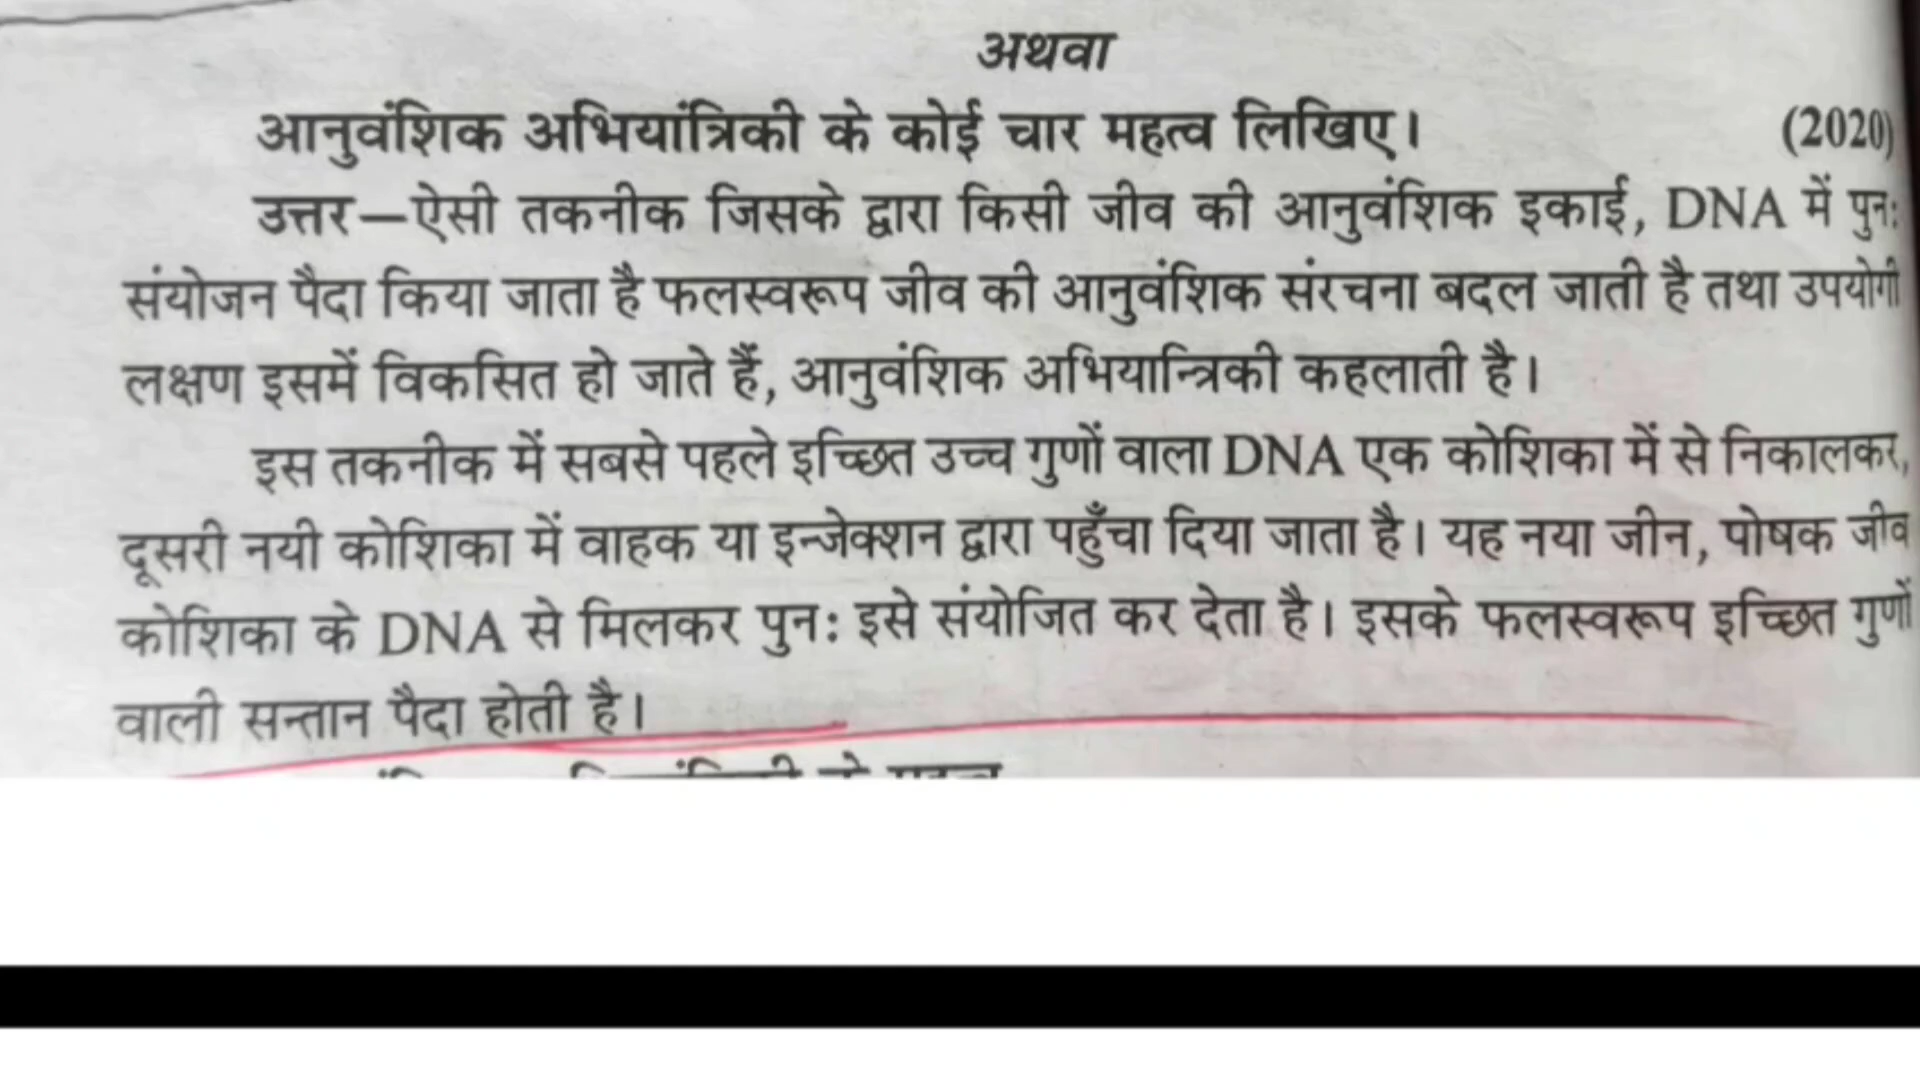 अथवा
आनुवंशिक अभियांत्रिकी के कोई चार महत्व लिखिए। (2020)
उत्तर—ऐसी तकनीक जिसके द्वारा किसी जीव की आनुवंशिक इकाई, DNA में पुनः
संयोजन पैदा किया जाता है फलस्वरूप जीव की आनुवंशिक संरचना बदल जाती है तथा उपयोगी
लक्षण इसमें विकसित हो जाते हैं, आनुवंशिक अभियान्त्रिकी कहलाती है।
इस तकनीक में सबसे पहले इच्छित उच्च गुणों वाला DNA एक कोशिका में से निकालकर,
दूसरी नयी कोशिका में वाहक या इन्जेक्शन द्वारा पहुँचा दिया जाता है। यह नया जीन, पोषक जीव
कोशिका के DNA से मिलकर पुनः इसे संयोजित कर देता है। इसके फलस्वरूप इच्छित गुणों
वाली सन्तान पैदा होती है।